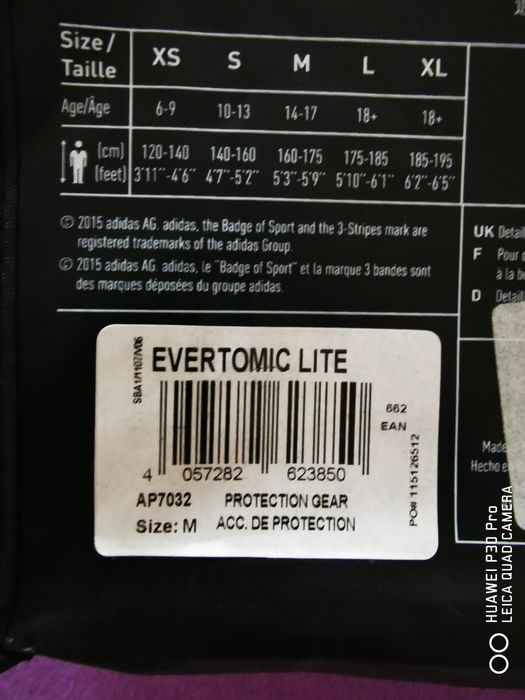 Size/ Taille XS S M L XL
Age/Âge 6-9 10-13 14-17 18+ 18+
(cm) 120-140 140-160 160-175 175-185 185-195
(feet) 3'11"-4'6" 4'7"-5'2" 5'3"-5'9" 5'10"-6'1" 6'2"-6'5"
© 2015 adidas AG. adidas, the Badge of Sport and the 3-Stripes mark are
registered trademarks of the adidas Group.
© 2015 adidas AG. adidas, le "Badge of Sport" et la marque 3 bandes sont
des marques déposées du groupe adidas.
UK Detail
F Pour
à la
D Detail
Made
Hecho
SBA1/1107/V06
EVERTOMIC LITE
662
EAN
4 057282 623850
AP7032 PROTECTION GEAR
Size: M ACC. DE PROTECTION
PO# 115126512
HUAWEI P30 Pro
LEICA QUAD CAMERA